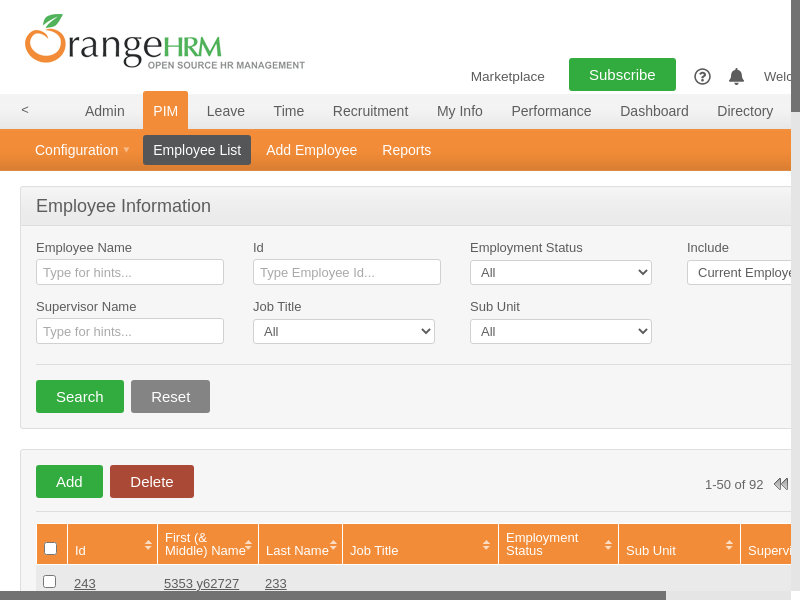 OrangeHRM
OPEN SOURCE HR MANAGEMENT
Marketplace
Subscribe
Welc
<
Admin
PIM
Leave
Time
Recruitment
My Info
Performance
Dashboard
Directory
Configuration
Employee List
Add Employee
Reports
Employee Information
Employee Name
Id
Employment Status
Include
Type for hints...
Type Employee Id...
All
Current Employe
Supervisor Name
Job Title
Sub Unit
Type for hints...
All
All
Search
Reset
Add
Delete
1-50 of 92
Id
First (&
Middle) Name
Last Name
Job Title
Employment
Status
Sub Unit
Supervi
243
5353 y62727
233